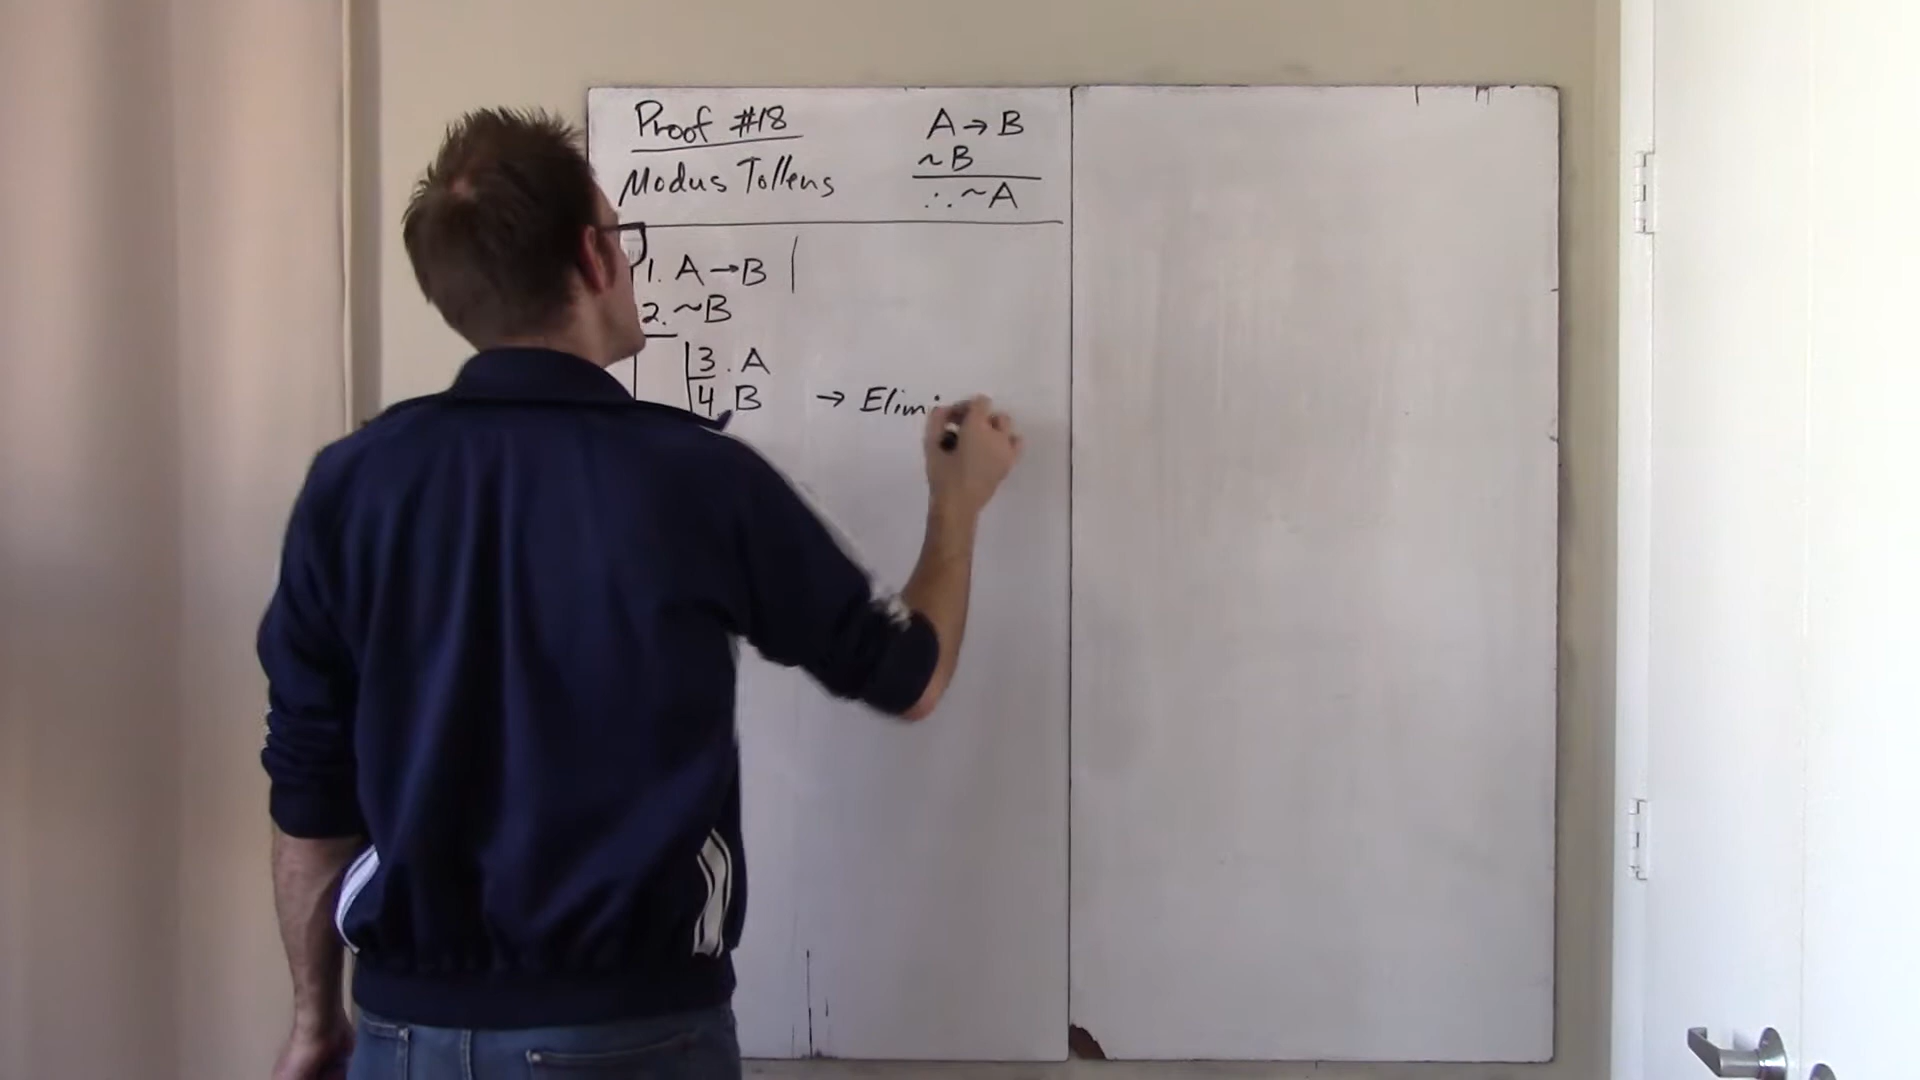 Proof #18
Modus Tollens
A → B
~B
∴ ~A
1. A → B
2. ~B
3. A
4. B → Elimi